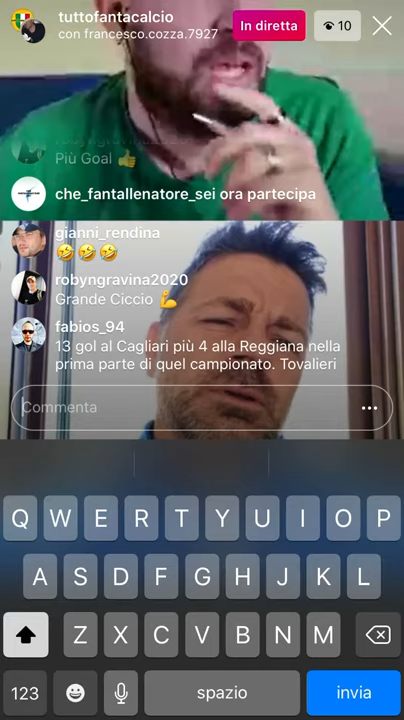 tuttofantacalcio
con francesco.cozza.7927
In diretta
10
Più Goal 👍
che_fantallenatore_sei ora partecipa
gianni_rendina
🤣🤣🤣
robyngravina2020
Grande Ciccio 💪
fabios_94
13 gol al Cagliari più 4 alla Reggiana nella
prima parte di quel campionato. Tovalieri
Commenta
Q W E R T Y U I O P
A S D F G H J K L
Z X C V B N M
123
spazio
invia